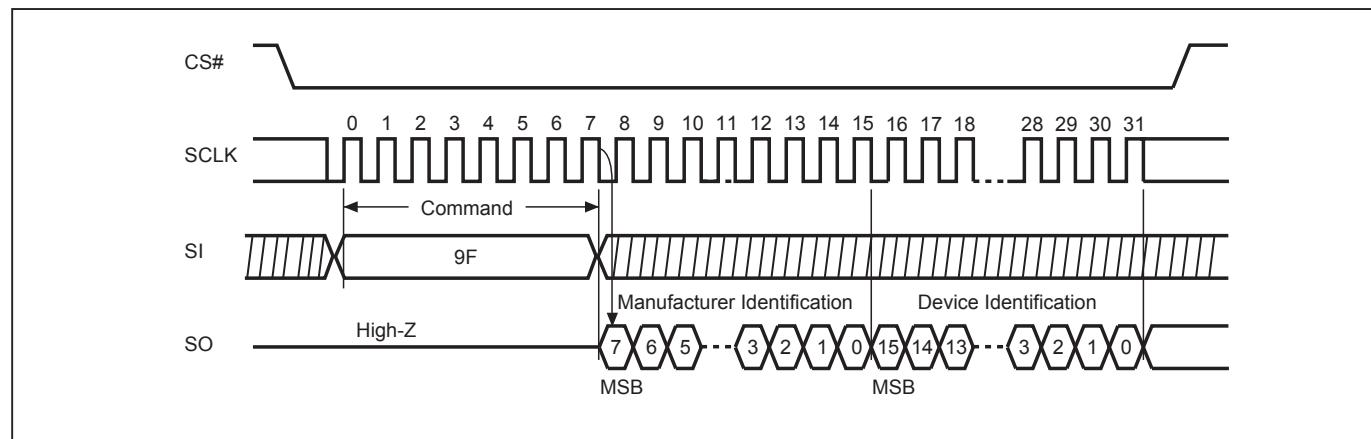 CS#
0 1 2 3 4 5 6 7 8 9 10 11 12 13 14 15 16 17 18 28 29 30 31
SCLK
Command
SI
9F
Manufacturer Identification Device Identification
High-Z
SO
7 6 5 3 2 1 0 15 14 13 3 2 1 0
MSB MSB